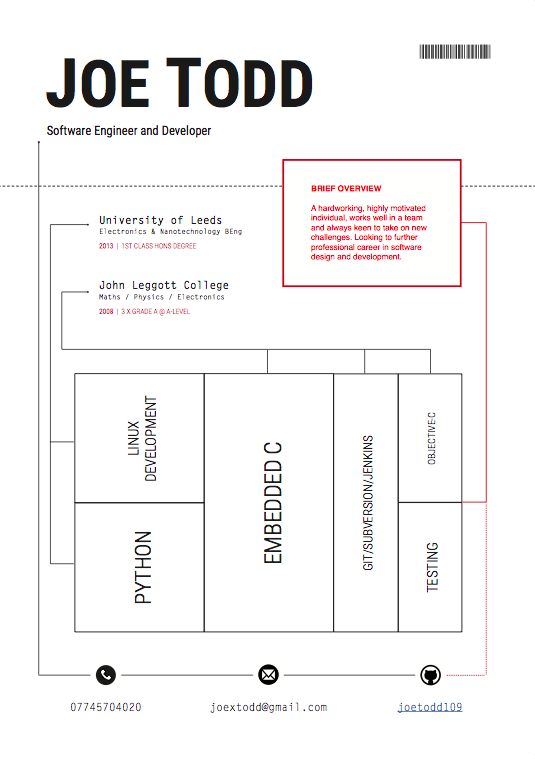 JOE TODD
Software Engineer and Developer
BRIEF OVERVIEW
A hardworking, highly motivated
individual, works well in a team
and always keen to take on new
challenges. Looking to further
professional career in software
design and development.
University of Leeds
Electronics & Nanotechnology BEng
2013 | 1ST CLASS HONS DEGREE
John Leggott College
Maths / Physics / Electronics
2008 | 3 X GRADE A @ A-LEVEL
LINUX
DEVELOPMENT
EMBEDDED C
GIT/SUBVERSION/JENKINS
OBJECTIVE-C
PYTHON
TESTING
07745704020
joextodd@gmail.com
joetodd109